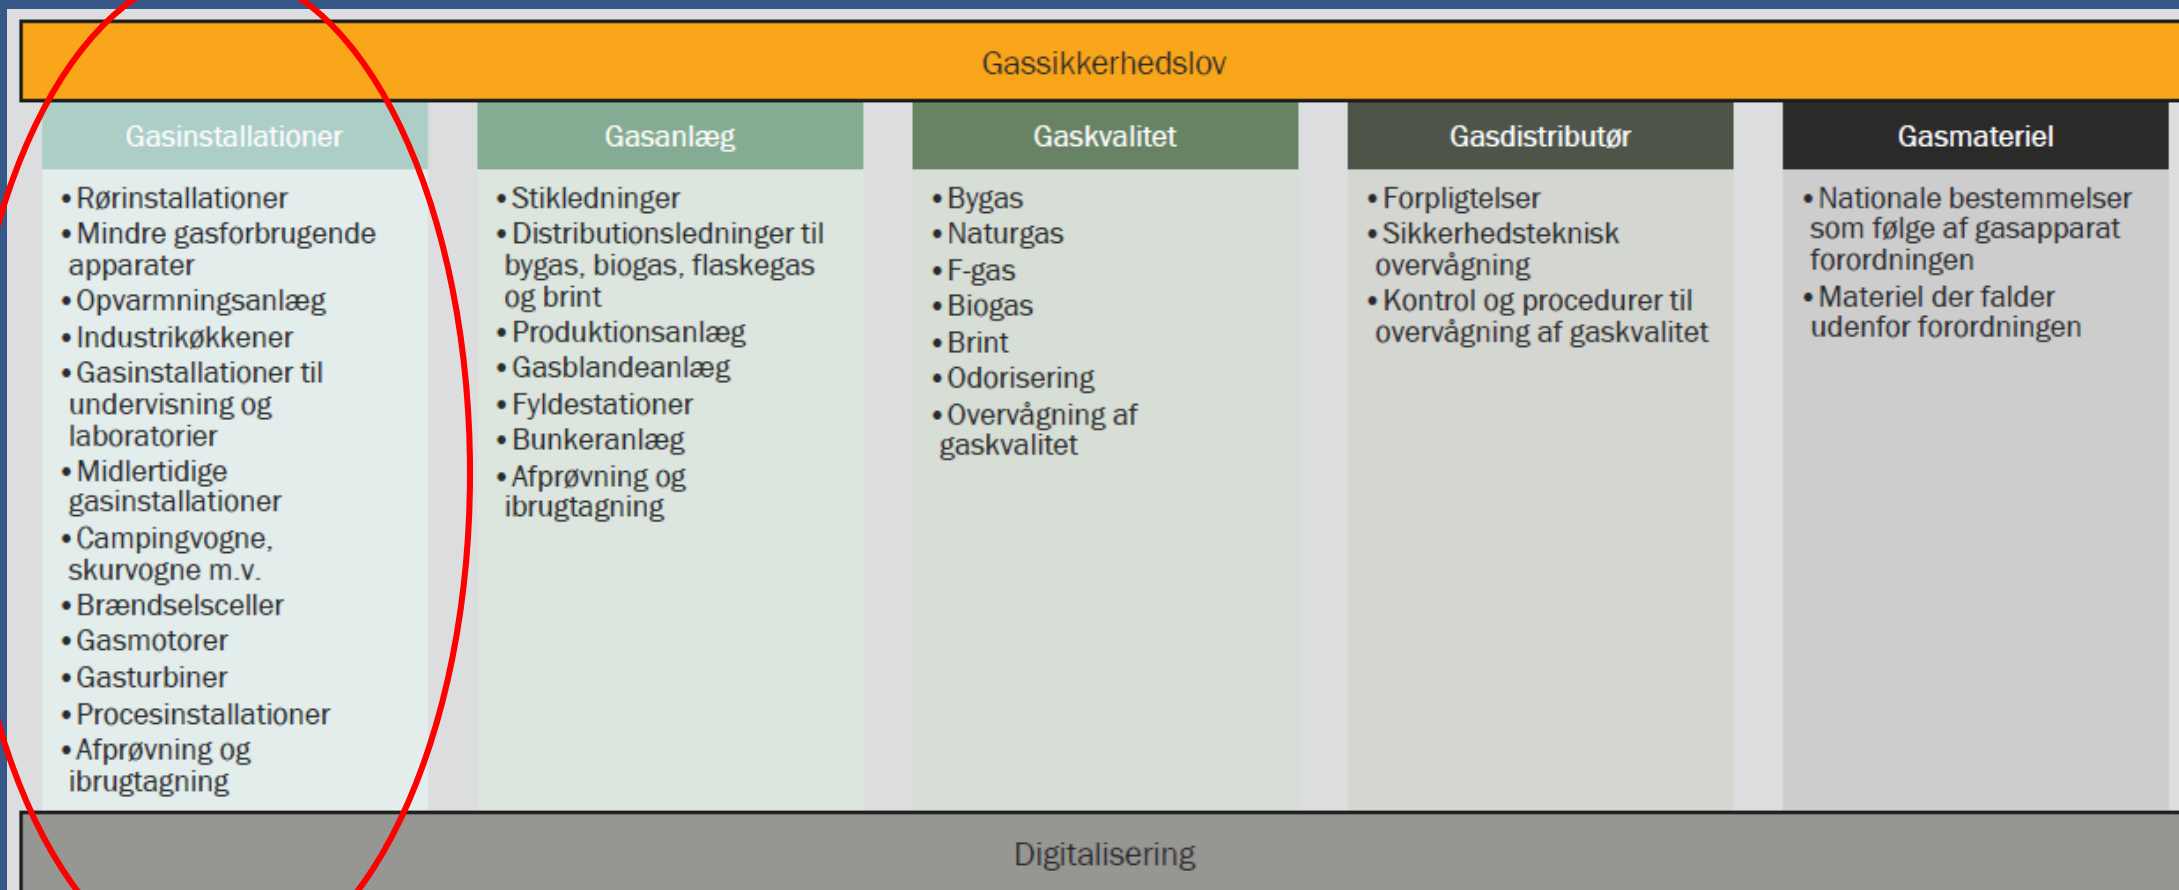 Gassikkerhedslov
Gasinstallationer
• Rørinstallationer
• Mindre gasforbrugende
apparater
• Opvarmningsanlæg
• Industrikøkkener
• Gasinstallationer til
undervisning og
laboratorier
• Midlertidige
gasinstallationer
• Campingvogne,
skurvogne m.v.
• Brændselsceller
• Gasmotorer
• Gasturbiner
• Procesinstallationer
• Afprøvning og
ibrugtagning
Gasanlæg
• Stikledninger
• Distributionsledninger til
bygas, biogas, flaskegas
og brint
• Produktionsanlæg
• Gasblandeanlæg
• Fyldestationer
• Bunkeranlæg
• Afprøvning og
ibrugtagning
Gaskvalitet
• Bygas
• Naturgas
• F-gas
• Biogas
• Brint
• Odorisering
• Overvågning af
gaskvalitet
Gasdistributør
• Forpligtelser
• Sikkerhedsteknisk
overvågning
• Kontrol og procedurer til
overvågning af gaskvalitet
Gasmateriel
• Nationale bestemmelser
som følge af gasapparat
forordningen
• Materiel der falder
udenfor forordningen
Digitalisering